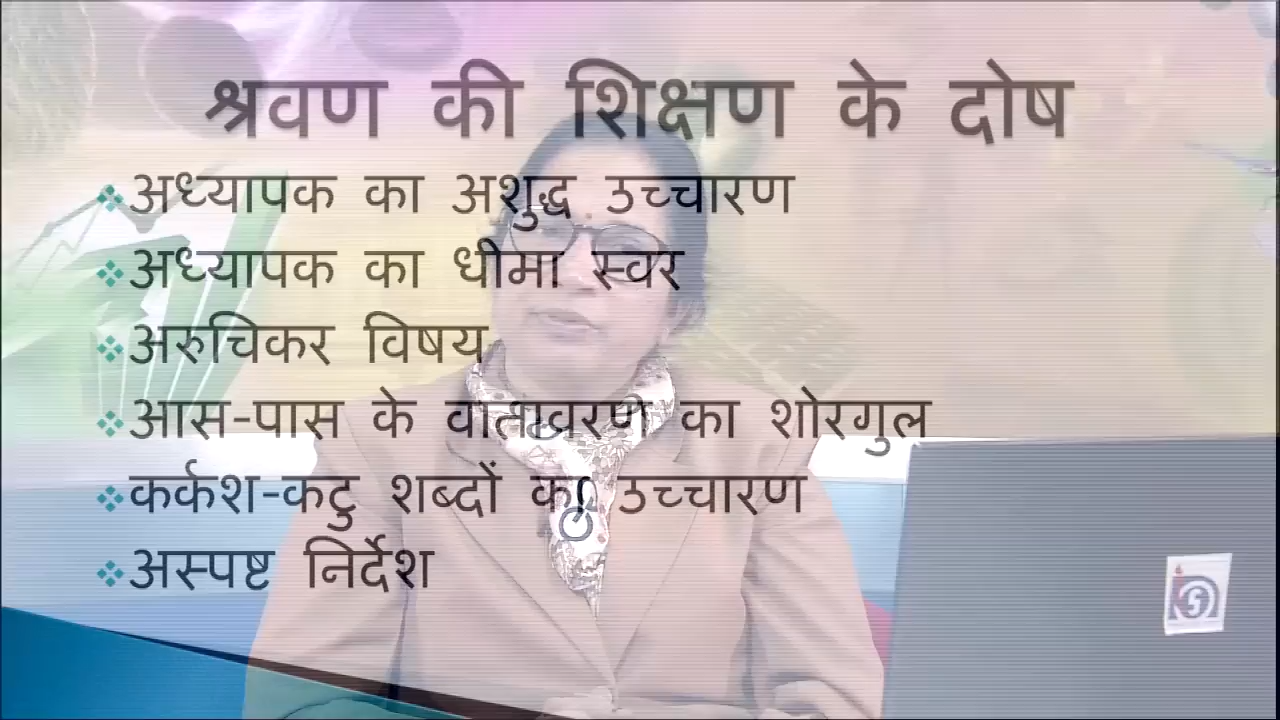 श्रवण की शिक्षण के दोष
अध्यापक का अशुद्ध उच्चारण
अध्यापक का धीमा स्वर
अरुचिकर विषय
आस-पास के वातावरण का शोरगुल
कर्कश-कटु शब्दों का उच्चारण
अस्पष्ट निर्देश